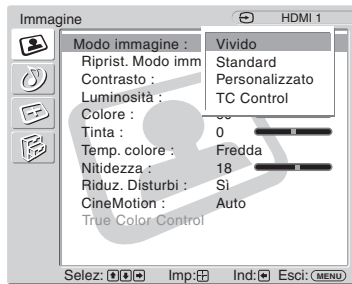 Immagine HDMI 1
Modo immagine : Vivido
Riprist. Modo imm Standard
Contrasto : Personalizzato
Luminosità : TC Control
Colore :
Tinta : 0
Temp. colore : Fredda
Nitidezza : 18
Riduz. Disturbi : Sì
CineMotion : Auto
True Color Control
Selez: Imp: Ind: Esci: MENU